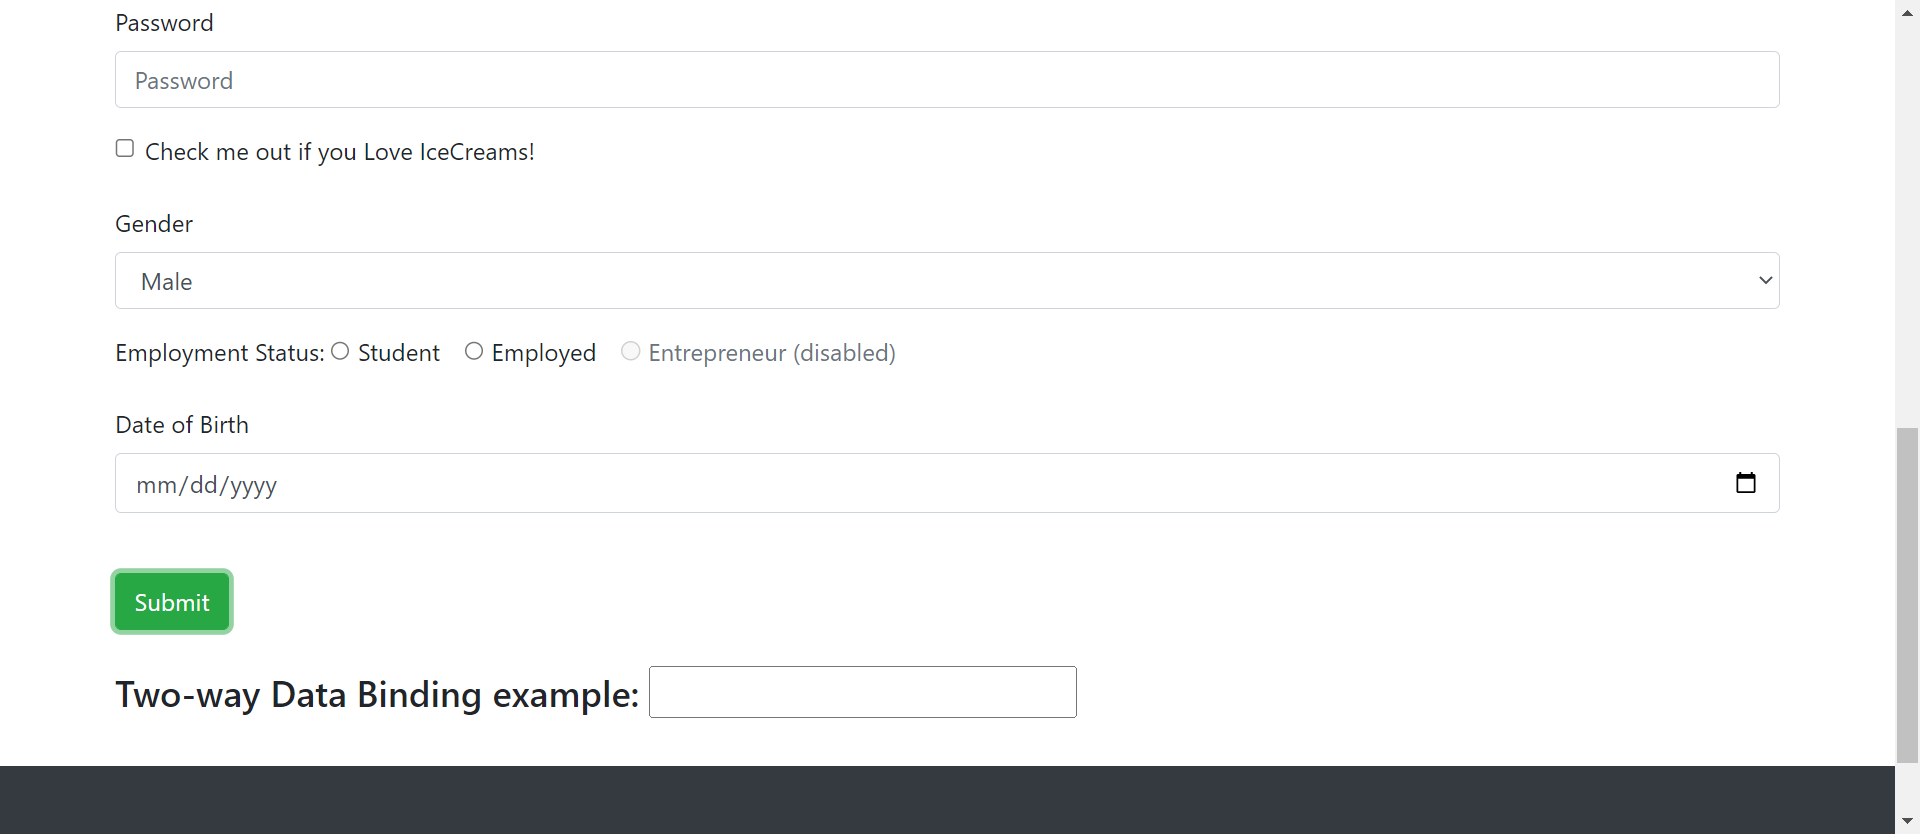 Password
Password
Check me out if you Love IceCreams!
Gender
Male
Employment Status: Student Employed Entrepreneur (disabled)
Date of Birth
mm/dd/yyyy
Submit
Two-way Data Binding example: